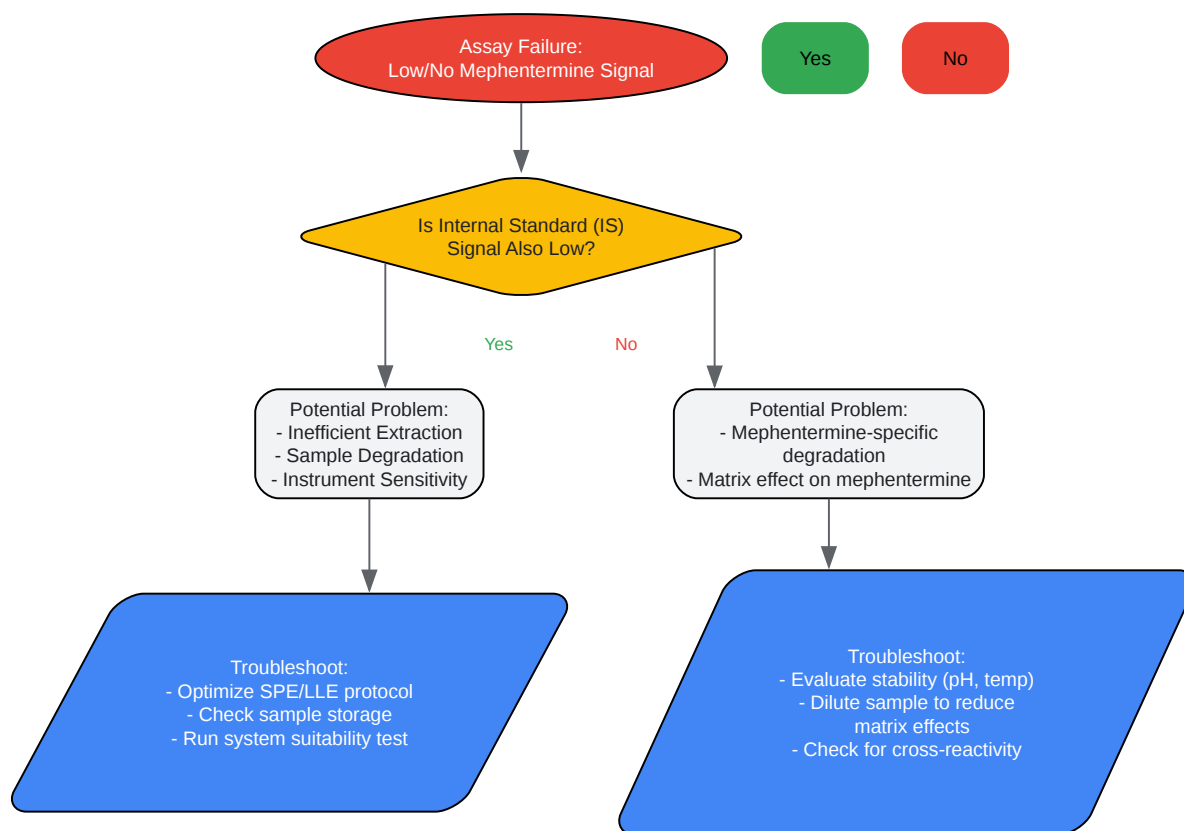 Assay Failure:
Low/No Mephentermine Signal
Yes
No
Is Internal Standard (IS)
Signal Also Low?
Yes
No
Potential Problem:
- Inefficient Extraction
- Sample Degradation
- Instrument Sensitivity
Potential Problem:
- Mephentermine-specific
degradation
- Matrix effect on mephentermine
Troubleshoot:
- Optimize SPE/LLE protocol
- Check sample storage
- Run system suitability test
Troubleshoot:
- Evaluate stability (pH, temp)
- Dilute sample to reduce
matrix effects
- Check for cross-reactivity